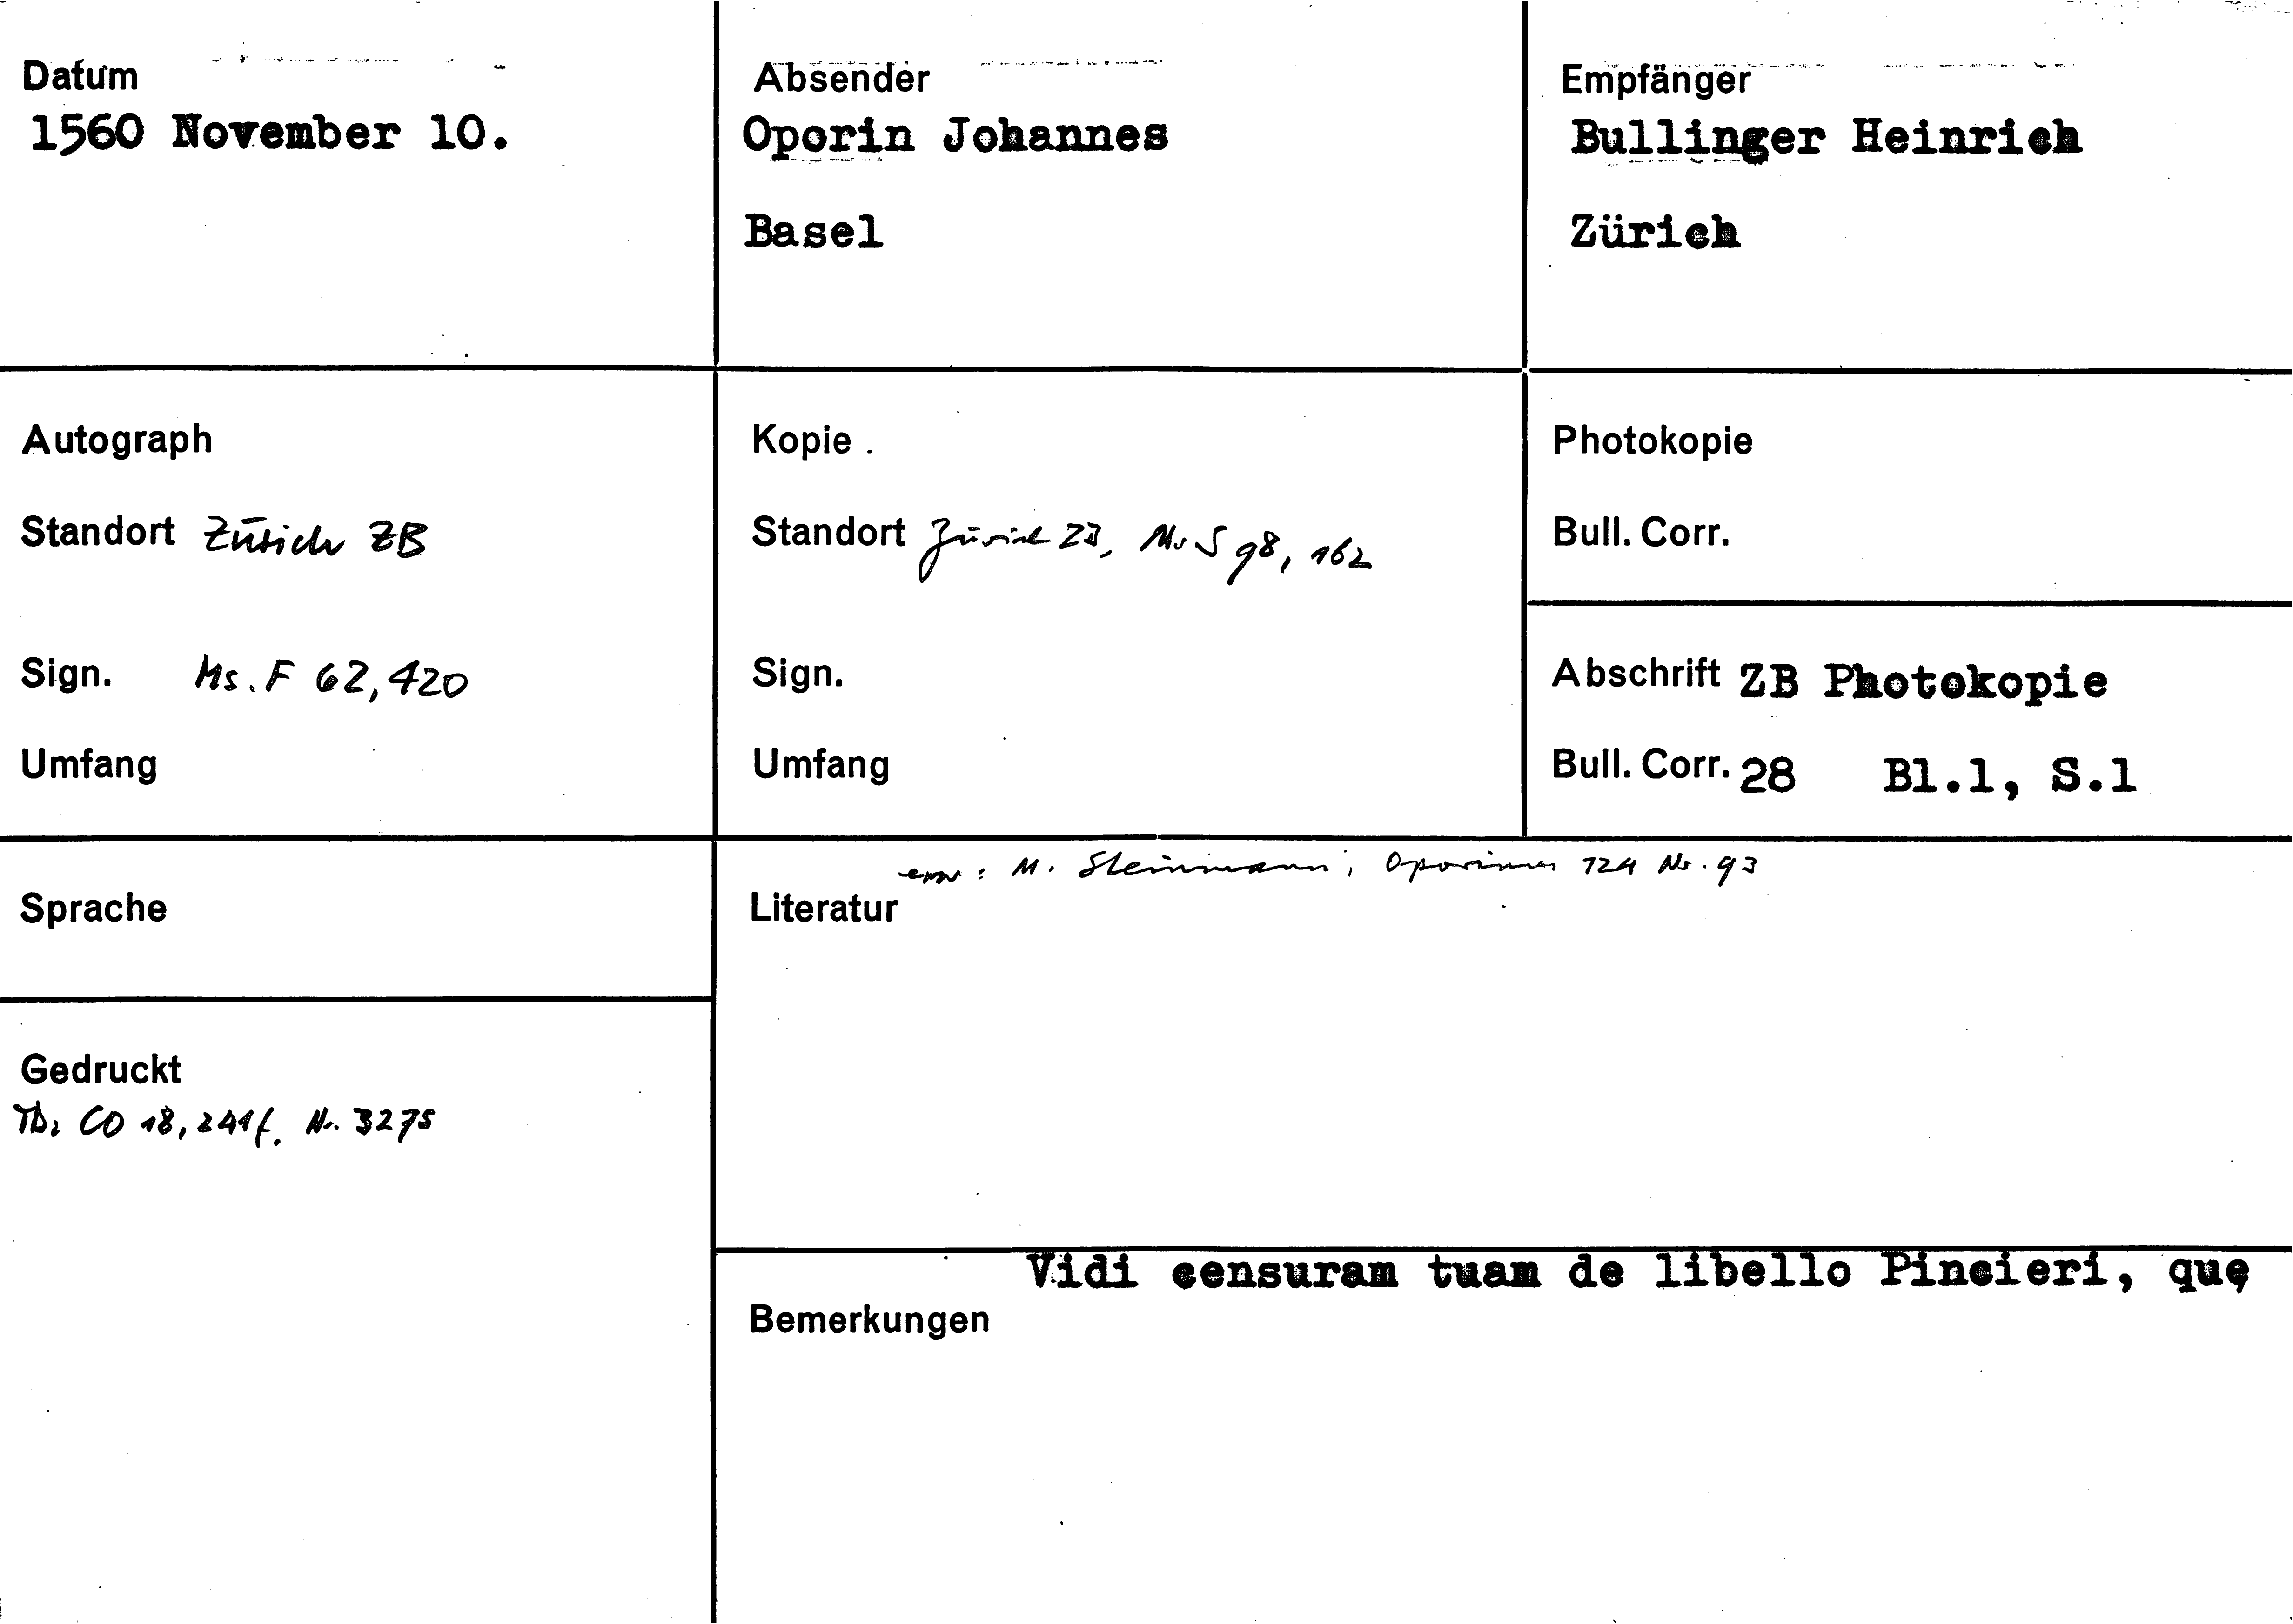 Datum
1560 November 10.
Absender
Oporin Johannes
Basel
Empfänger
Bullinger Heinrich
Zürich
Autograph
Standort Zürich ZB
Sign. Ms. F 62, 420
Umfang
Kopie
Standort Zürich ZB, Ms S 98, 162
Sign.
Umfang
Photokopie
Bull. Corr.
Abschrift ZB Photokopie
Bull. Corr. 28 Bl.1, S.1
Sprache
Gedruckt
CO 18, 241f. Nr. 3275
erw: M. Steinmann, Oporinus 124 Nr. 93
Literatur
Vidi censuram tuam de libello Pincieri, quę
Bemerkungen